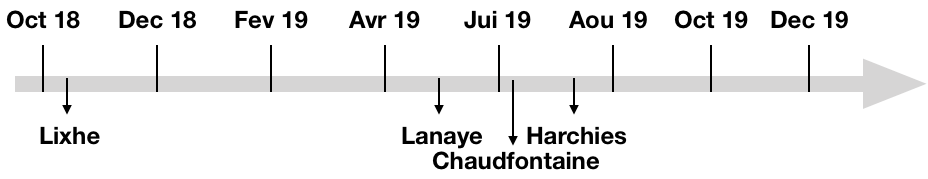 Oct 18 Dec 18 Fev 19 Avr 19 Jui 19 Aou 19 Oct 19 Dec 19
Lixhe Lanaye Harchies
Chaudfontaine